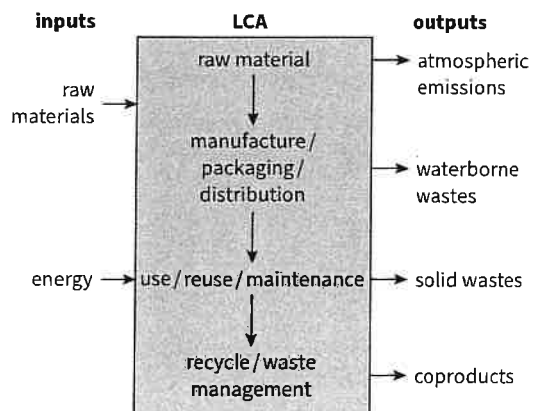 inputs
LCA
outputs
raw
materials
energy
raw material
manufacture/
packaging/
distribution
use/reuse/maintenance
recycle/waste
management
atmospheric
emissions
waterborne
wastes
solid wastes
coproducts